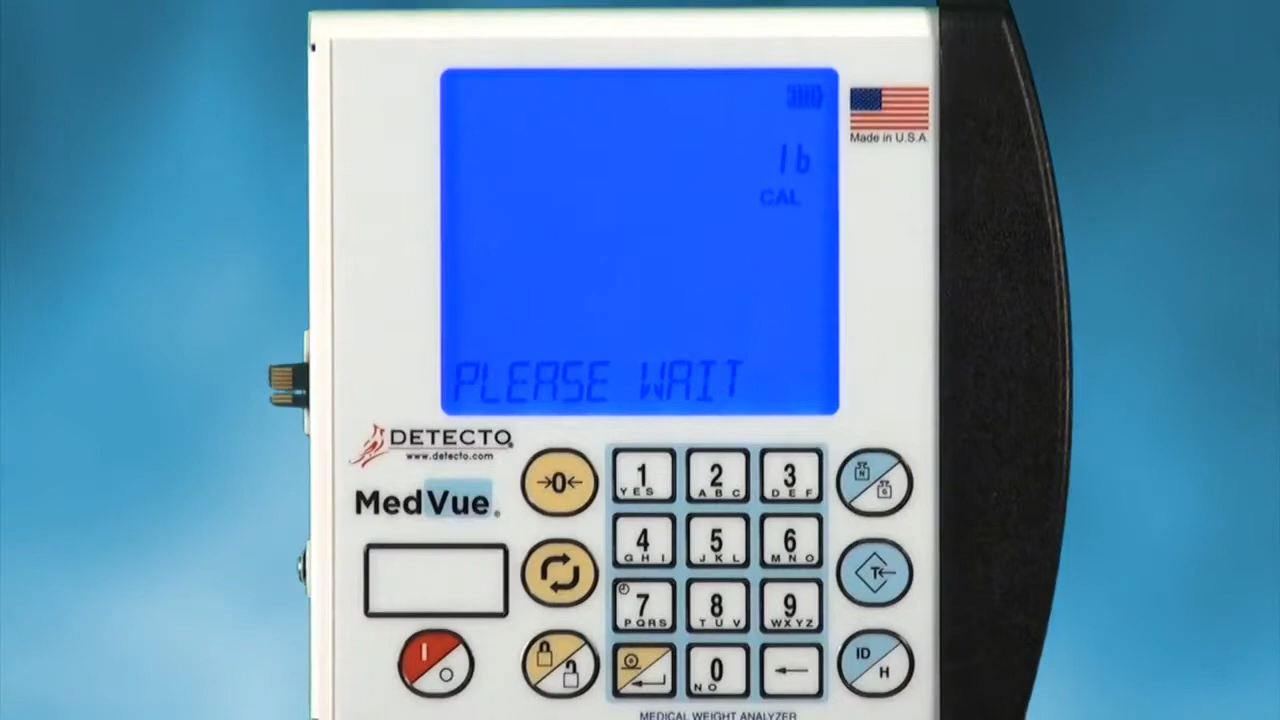 lb
CAL
PLEASE WAIT
Made in U.S.A.
DETECTO®
www.detecto.com
MedVue®
→0←
1
YES
2
ABC
3
DEF
N
G
4
GHI
5
JKL
6
MNO
T
7
PQRS
8
TUV
9
WXYZ
I
O
0
NO
ID
H
MEDICAL WEIGHT ANALYZER